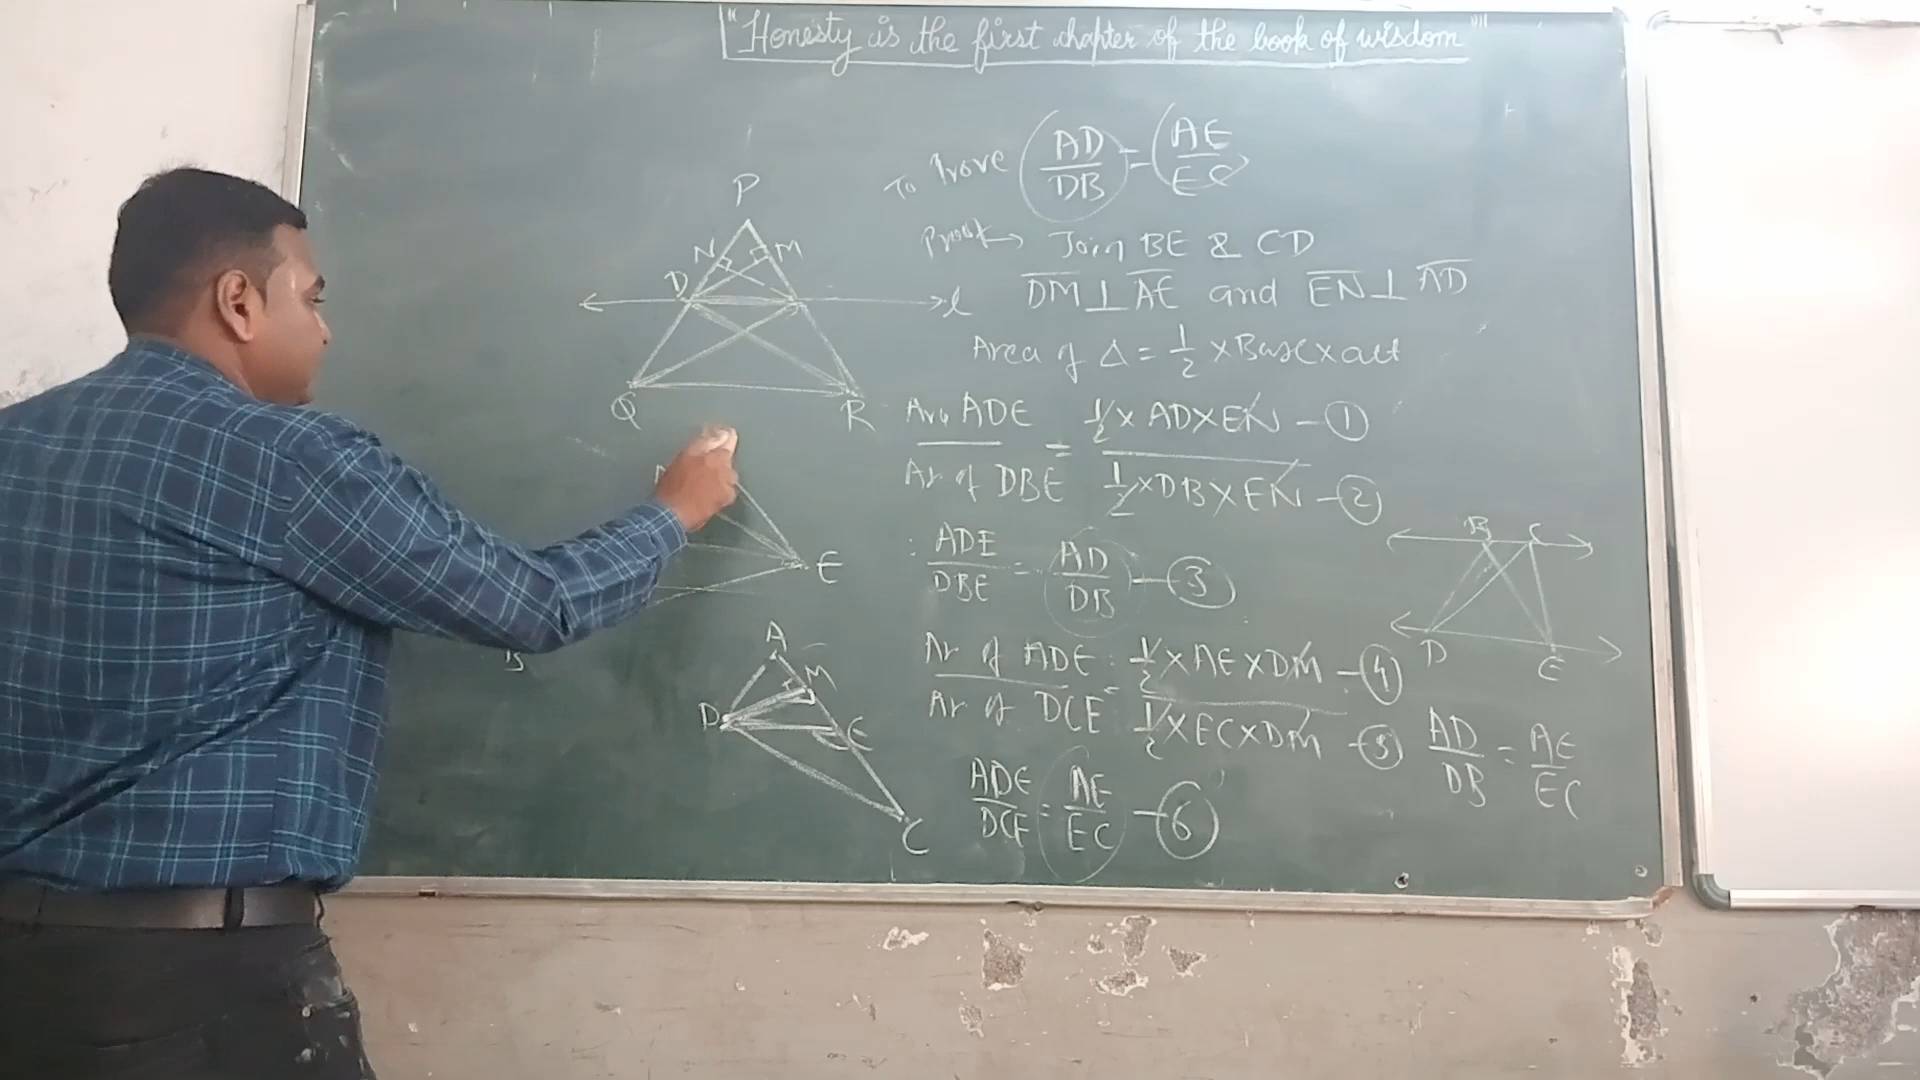 "Honesty is the first chapter of the book of wisdom"
To Prove AD/DB = AE/EC
Proof → Join BE & CD
DM ⊥ AE and EN ⊥ AD
Area of Δ = 1/2 × Base × alt
P
N M
D l
Q R
Ar ADE = 1/2 × AD × EN - 1
Ar of DBE 1/2 × DB × EN - 2
E
B
: ADE/DBE = AD/DB - 3
B C
D E
Ar of ADE = 1/2 × AE × DM - 4
Ar of DCE 1/2 × EC × DM - 5
AD/DB = AE/EC
A
M
D E
C
ADE/DCE = AE/EC - 6